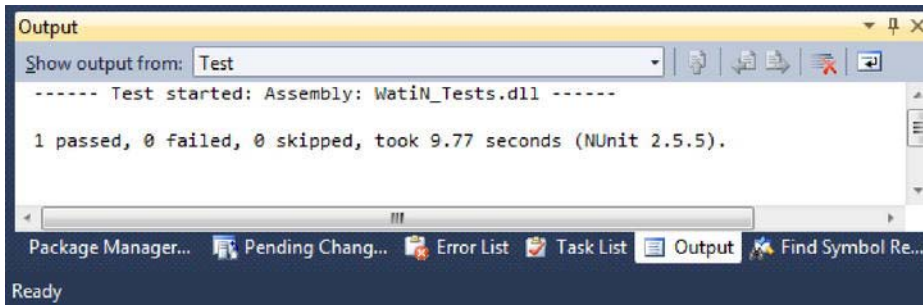 Output
Show output from: Test
------ Test started: Assembly: WatiN_Tests.dll ------
1 passed, 0 failed, 0 skipped, took 9.77 seconds (NUnit 2.5.5).
Package Manager... Pending Chang... Error List Task List Output Find Symbol Re...
Ready